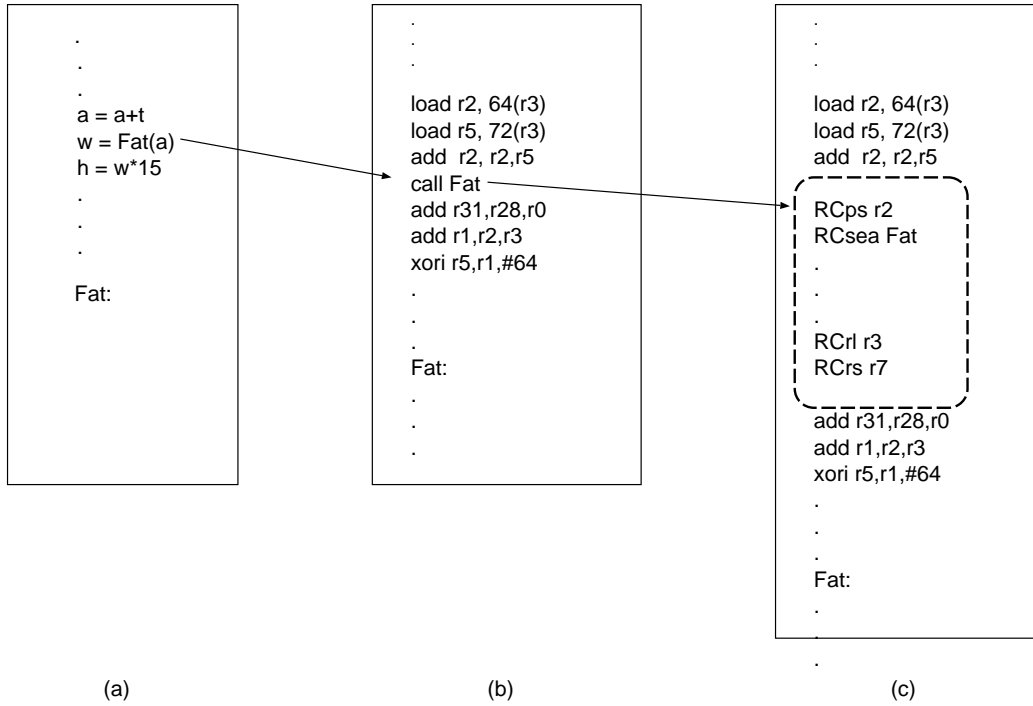 .
.
.
a = a+t
w = Fat(a)
h = w*15
.
.
.
Fat:
(a)
.
.
.
load r2, 64(r3)
load r5, 72(r3)
add r2, r2,r5
call Fat
add r31,r28,r0
add r1,r2,r3
xori r5,r1,#64
.
.
.
Fat:
.
.
.
(b)
.
.
.
load r2, 64(r3)
load r5, 72(r3)
add r2, r2,r5
RCps r2
RCsea Fat
.
.
.
RCrl r3
RCrs r7
add r31,r28,r0
add r1,r2,r3
xori r5,r1,#64
.
.
.
Fat:
.
.
.
(c)